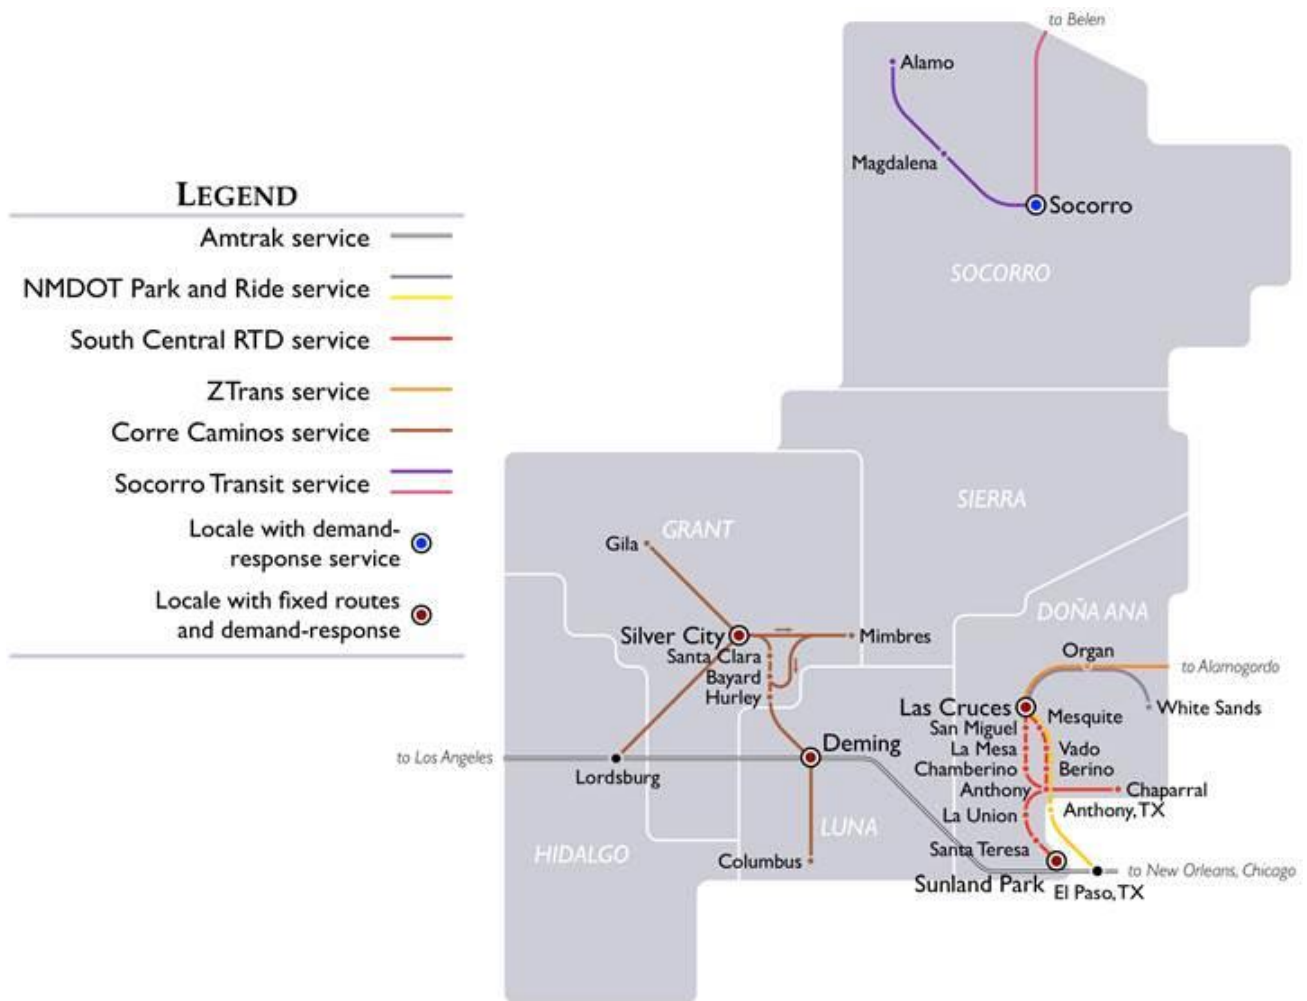 LEGEND
Amtrak service
NMDOT Park and Ride service
South Central RTD service
ZTrans service
Corre Caminos service
Socorro Transit service
Locale with demand-
response service
Locale with fixed routes
and demand-response
to Belen
Alamo
Magdalena
Socorro
SOCORRO
SIERRA
GRANT
Gila
DOÑA ANA
Silver City
Mimbres
Santa Clara
Bayard
Hurley
Organ
to Alamogordo
Las Cruces
White Sands
Mesquite
San Miguel
La Mesa
Vado
Chamberino
Berino
Anthony
Chaparral
Anthony, TX
La Union
Santa Teresa
Sunland Park
El Paso, TX
to New Orleans, Chicago
Deming
to Los Angeles
Lordsburg
LUNA
HIDALGO
Columbus